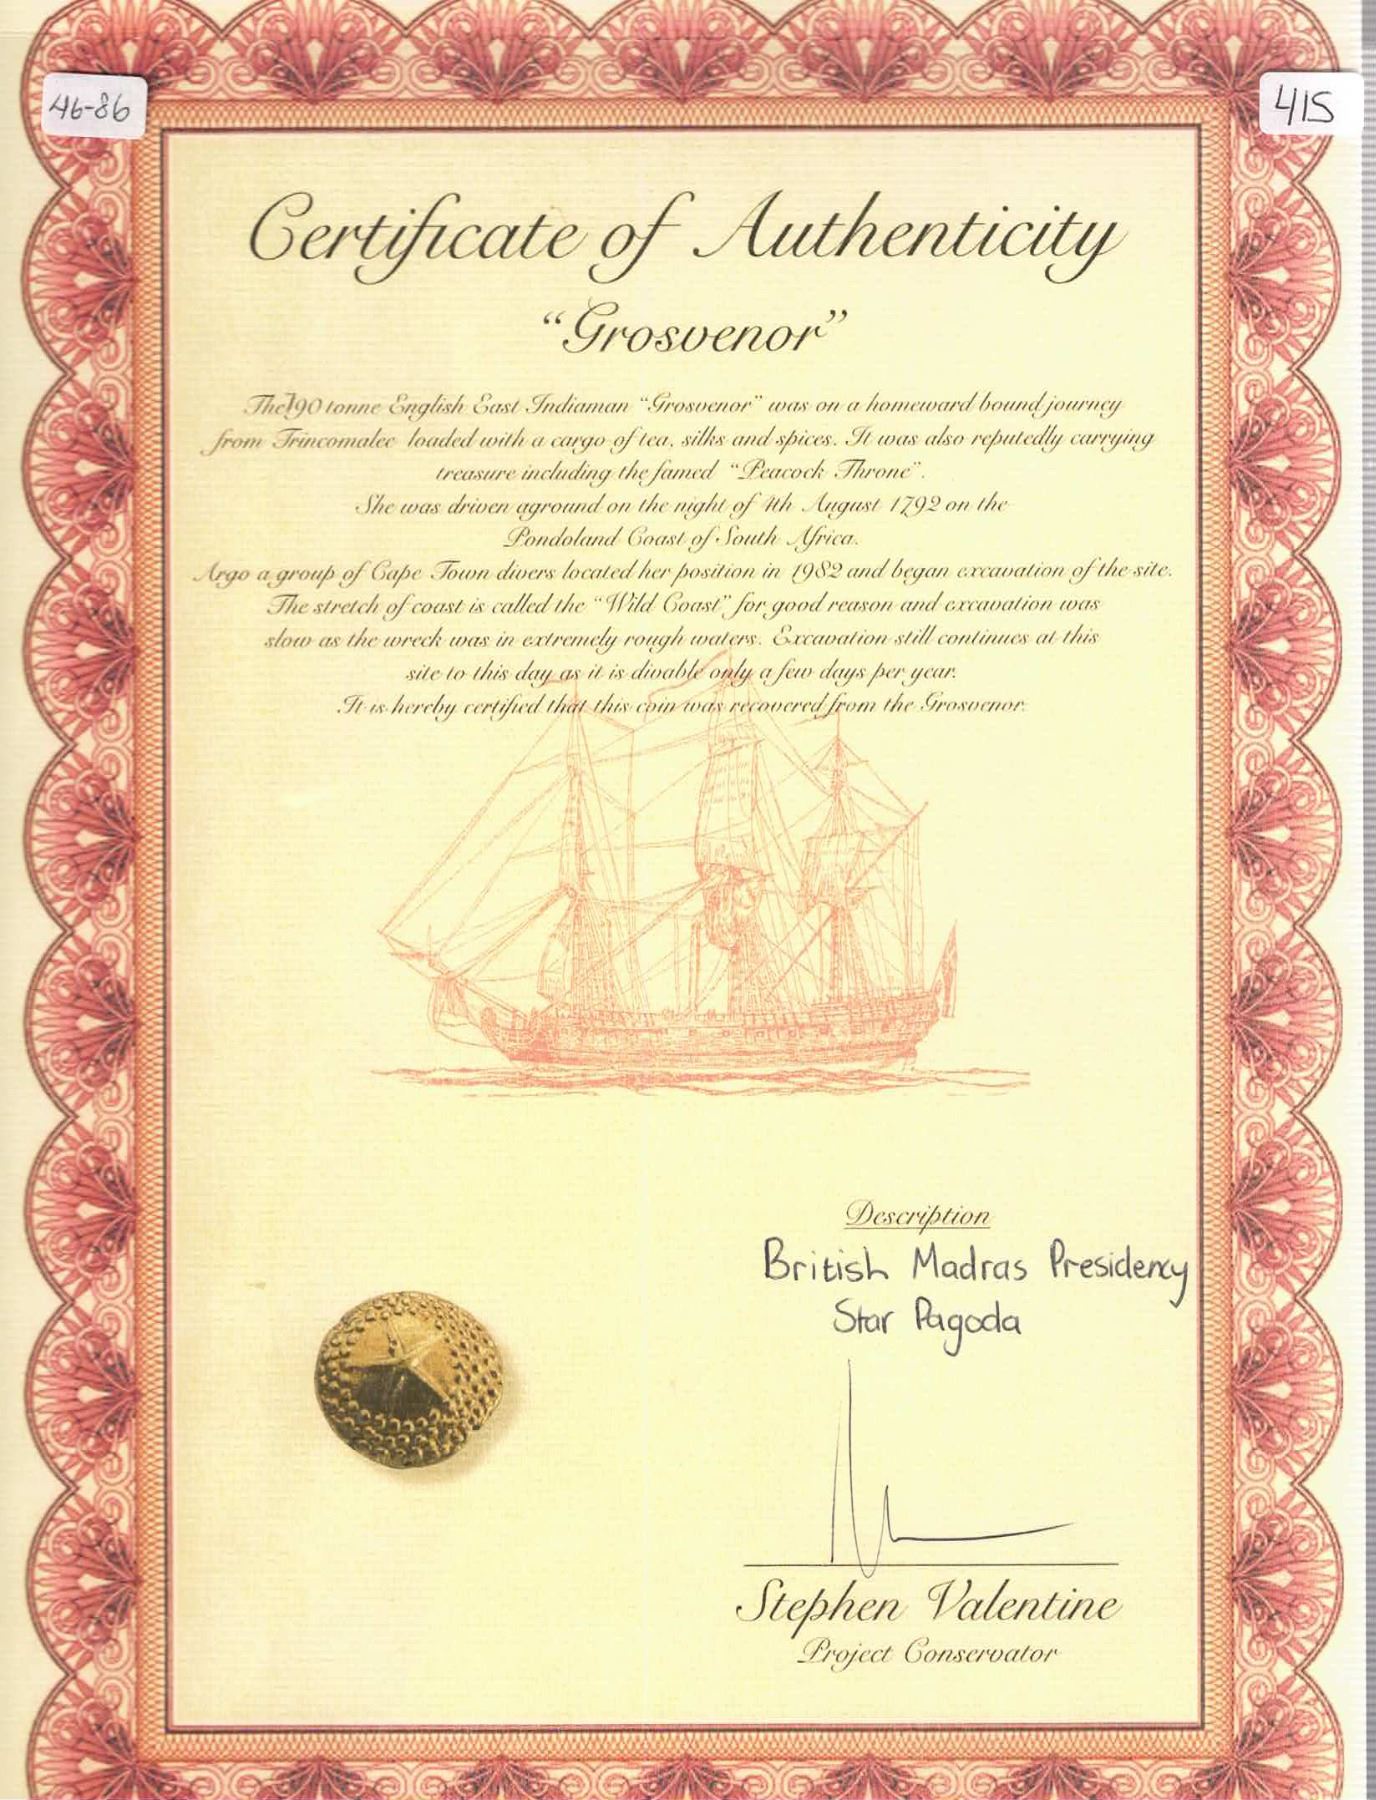 46-86
415
Certificate of Authenticity
"Grosvenor"
The 790 tonne English East Indiaman "Grosvenor" was on a homeward bound journey
from Trincomalee loaded with a cargo of tea, silks and spices. It was also reputedly carrying
treasure including the famed "Peacock Throne".
She was driven aground on the night of 4th August 1792 on the
Pondoland Coast of South Africa.
Argo a group of Cape Town divers located her position in 1982 and began excavation of the site.
The stretch of coast is called the "Wild Coast" for good reason and excavation was
slow as the wreck was in extremely rough waters. Excavation still continues at this
site to this day as it is divable only a few days per year.
It is hereby certified that this coin was recovered from the Grosvenor.
Description
British Madras Presidency
Star Pagoda
Stephen Valentine
Project Conservator